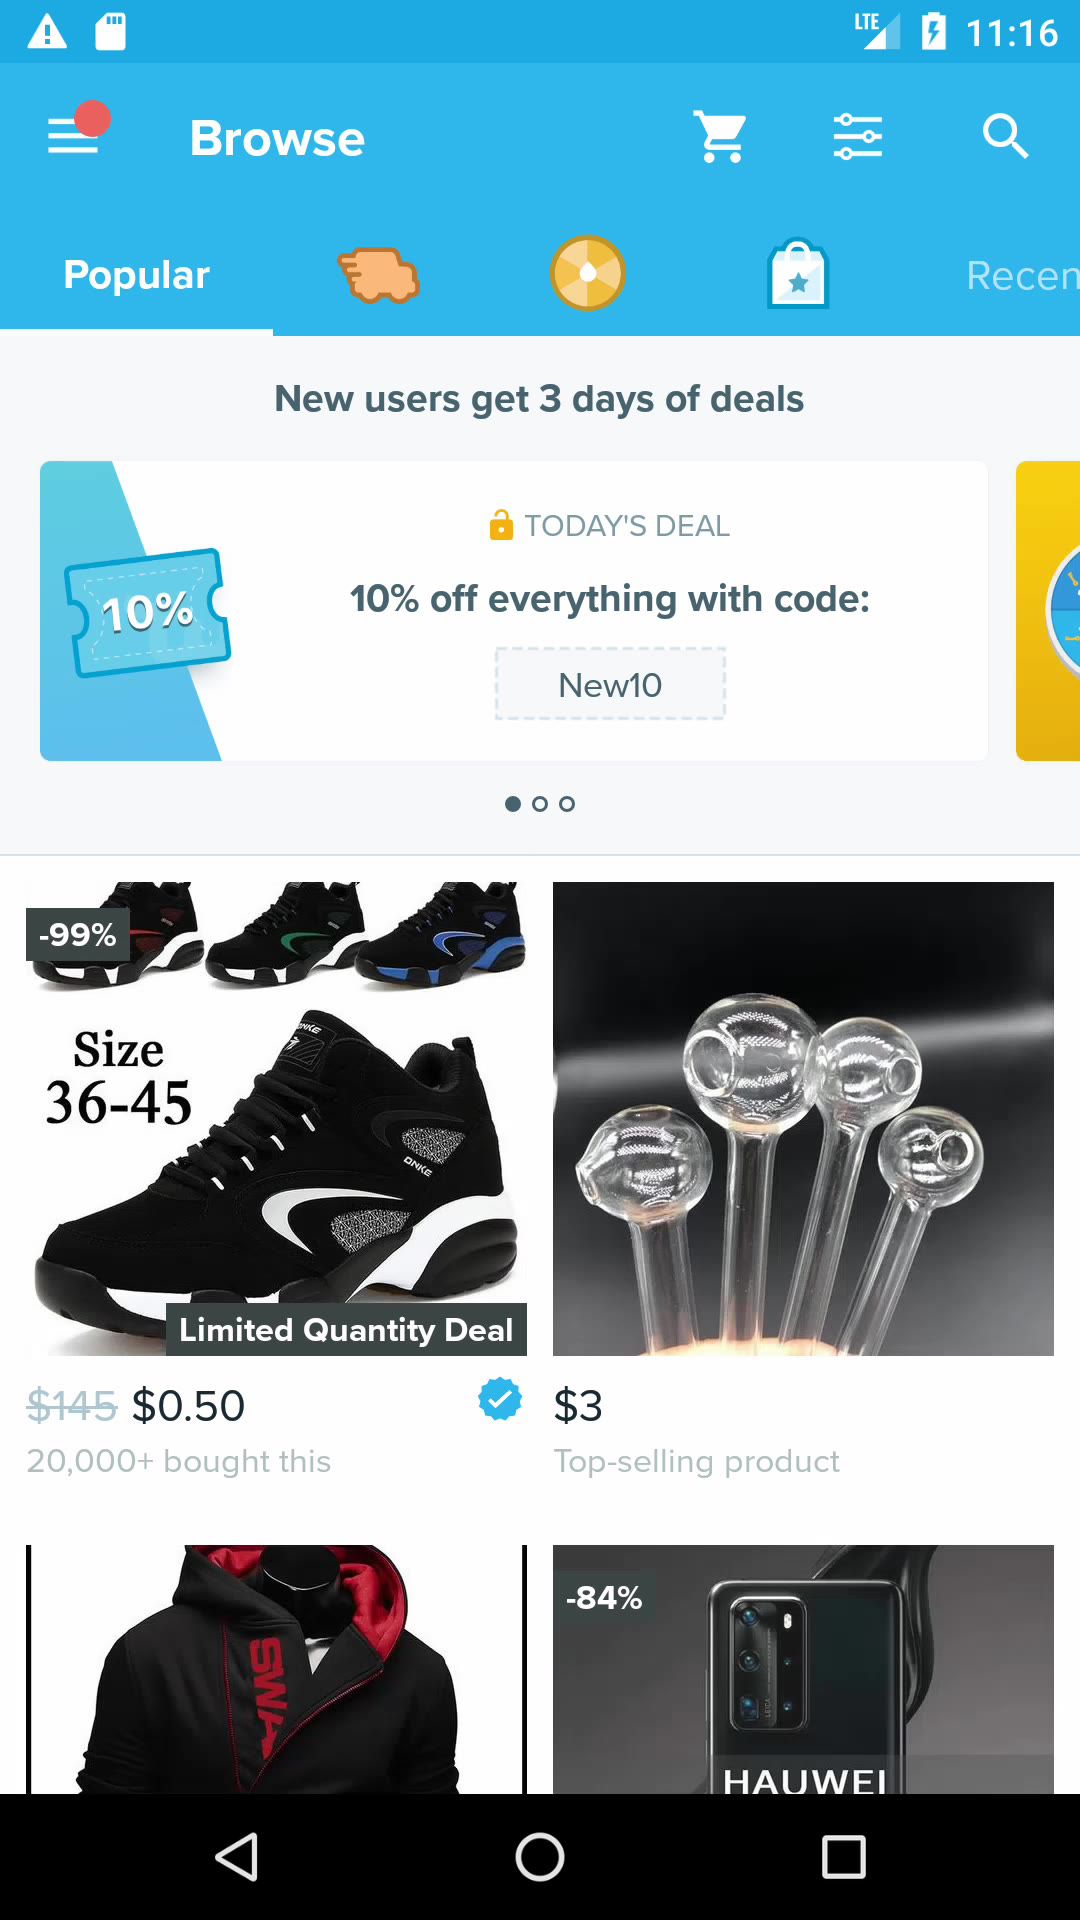 LTE 11:16
Browse
Popular
Recen
New users get 3 days of deals
TODAY'S DEAL
10%
10% off everything with code:
New10
-99%
Size
36-45
ONKE
ONKE
Limited Quantity Deal
$145 $0.50
20,000+ bought this
$3
Top-selling product
SWA
-84%
LEICA
HAUWEI